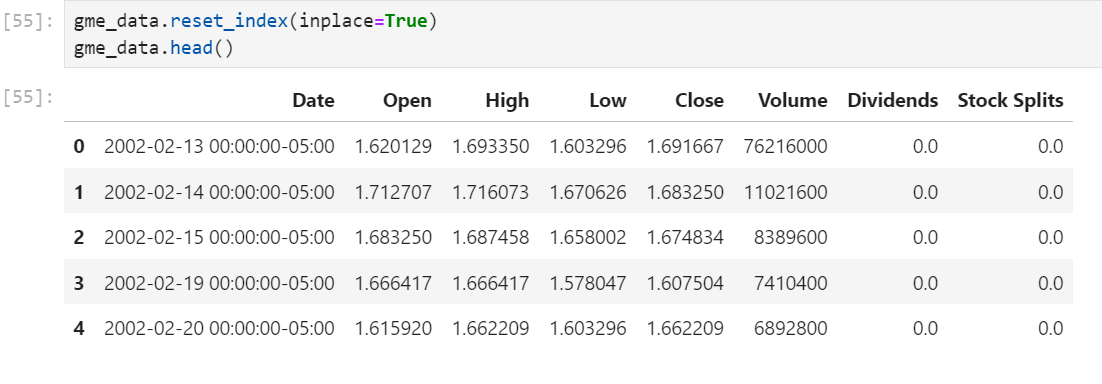 [55]: gme_data.reset_index(inplace=True)
gme_data.head()
[55]:
Date Open High Low Close Volume Dividends Stock Splits
0 2002-02-13 00:00:00-05:00 1.620129 1.693350 1.603296 1.691667 76216000 0.0 0.0
1 2002-02-14 00:00:00-05:00 1.712707 1.716073 1.670626 1.683250 11021600 0.0 0.0
2 2002-02-15 00:00:00-05:00 1.683250 1.687458 1.658002 1.674834 8389600 0.0 0.0
3 2002-02-19 00:00:00-05:00 1.666417 1.666417 1.578047 1.607504 7410400 0.0 0.0
4 2002-02-20 00:00:00-05:00 1.615920 1.662209 1.603296 1.662209 6892800 0.0 0.0